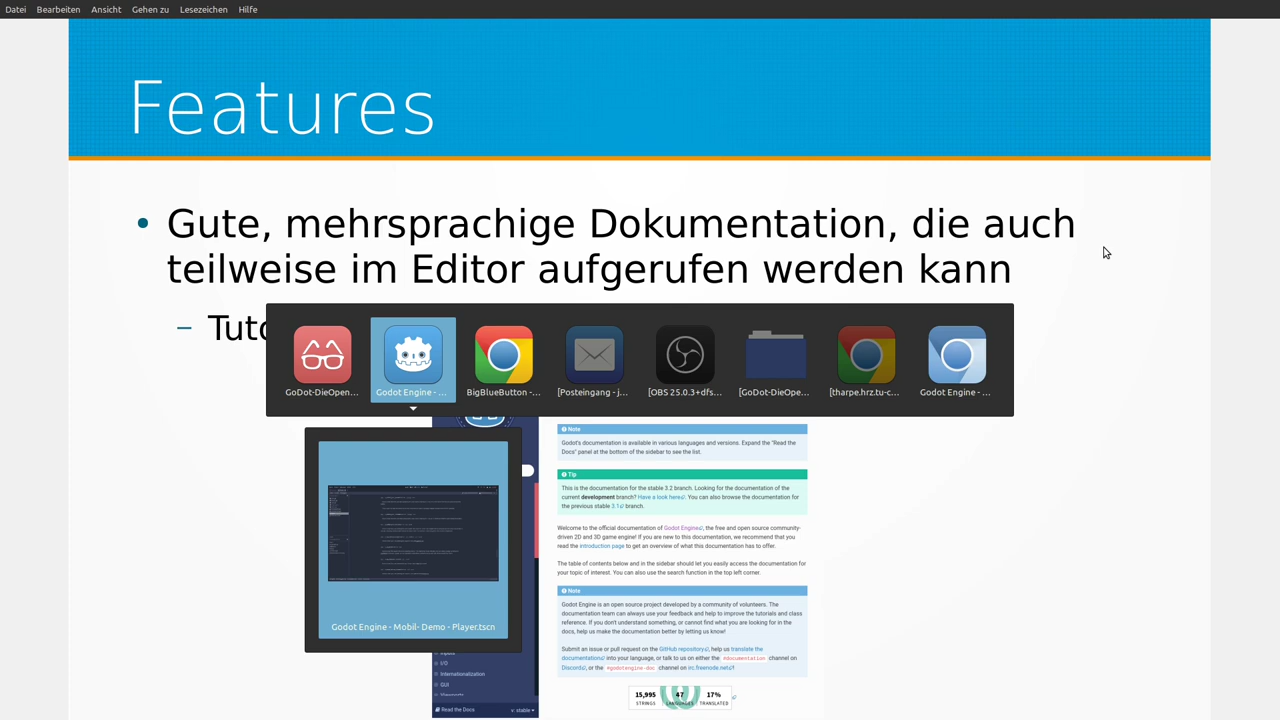 Datei Bearbeiten Ansicht Gehen zu Lesezeichen Hilfe
Features
Gute, mehrsprachige Dokumentation, die auch
teilweise im Editor aufgerufen werden kann
– Tuto
GoDot-DieOpen... Godot Engine - ... BigBlueButton -... [Posteingang - j... [OBS 25.0.3+dfs... [GoDot-DieOpe... [tharpe.hrz.tu-c... Godot Engine - ...
Godot Engine - Mobil- Demo - Player.tscn
Inputs
I/O
Internationalization
GUI
Viewports
Read the Docs v: stable
Note
Godot's documentation is available in various languages and versions. Expand the "Read the
Docs" panel at the bottom of the sidebar to see the list.
Tip
This is the documentation for the stable 3.2 branch. Looking for the documentation of the
current development branch? Have a look here. You can also browse the documentation for
the previous stable 3.1 branch.
Welcome to the official documentation of Godot Engine, the free and open source community-
driven 2D and 3D game engine! If you are new to this documentation, we recommend that you
read the introduction page to get an overview of what this documentation has to offer.
The table of contents below and in the sidebar should let you easily access the documentation for
your topic of interest. You can also use the search function in the top left corner.
Note
Godot Engine is an open source project developed by a community of volunteers. The
documentation team can always use your feedback and help to improve the tutorials and class
reference. If you don't understand something, or cannot find what you are looking for in the
docs, help us make the documentation better by letting us know!
Submit an issue or pull request on the GitHub repository, help us translate the
documentation into your language, or talk to us on either the #documentation channel on
Discord, or the #godotengine-doc channel on irc.freenode.net!
15,995 47 17%
STRINGS LANGUAGES TRANSLATED